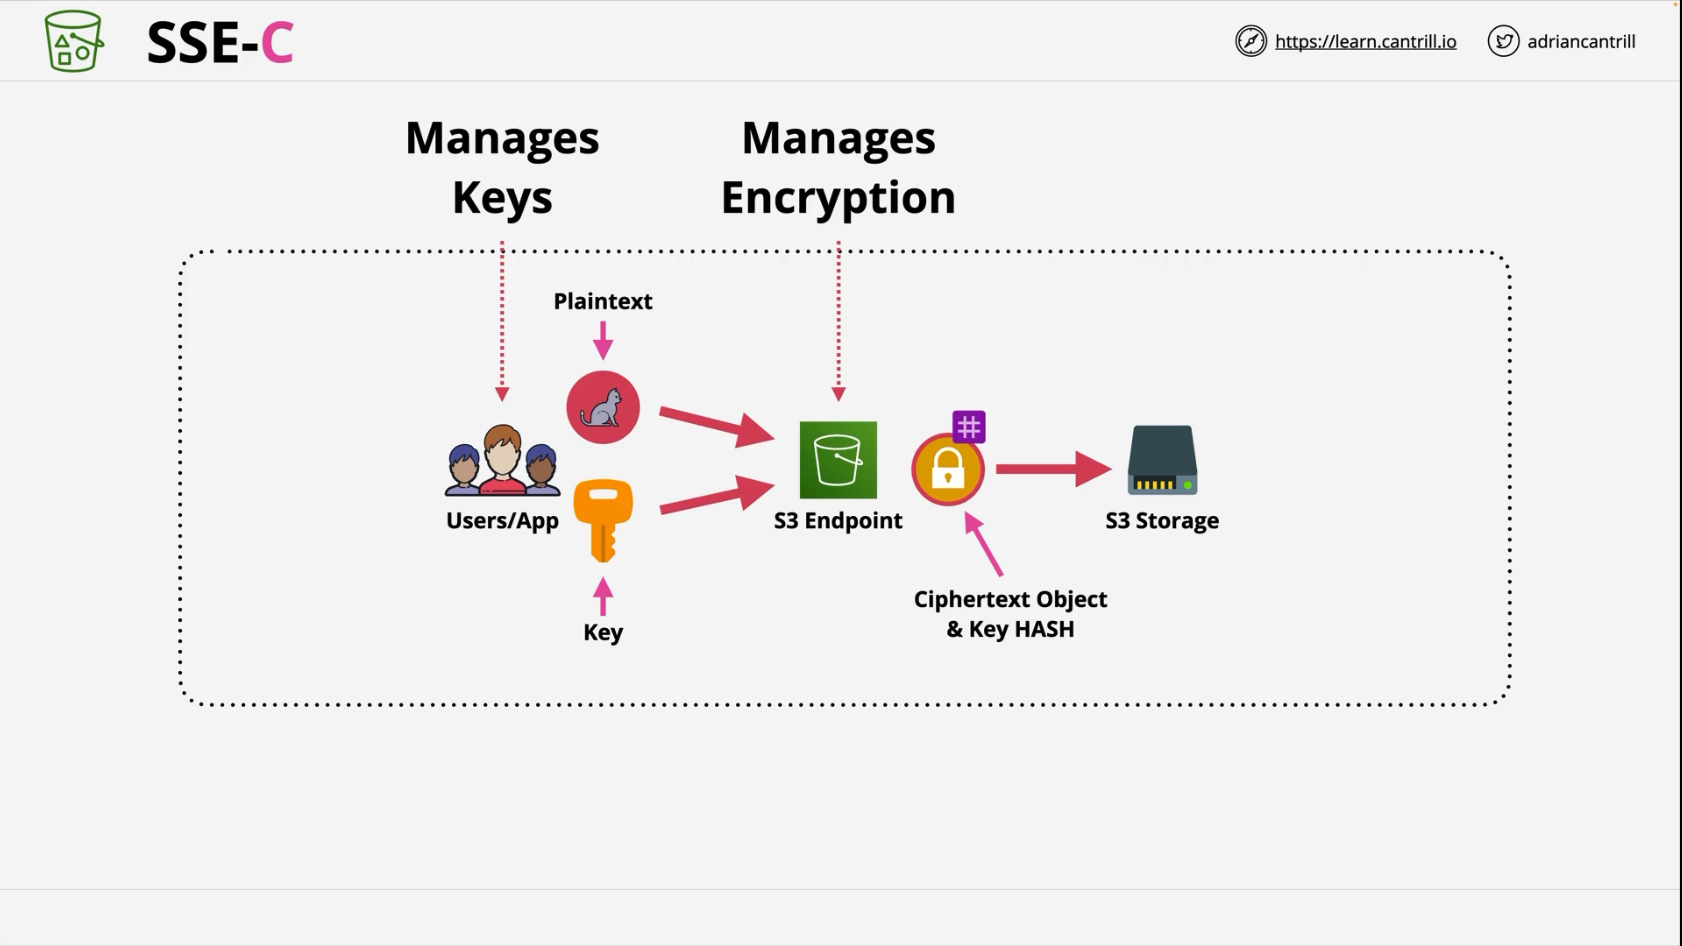 SSE-C
https://learn.cantrill.io
adriancantrill
Manages
Keys
Manages
Encryption
Plaintext
Users/App
S3 Endpoint
S3 Storage
Key
Ciphertext Object
& Key HASH